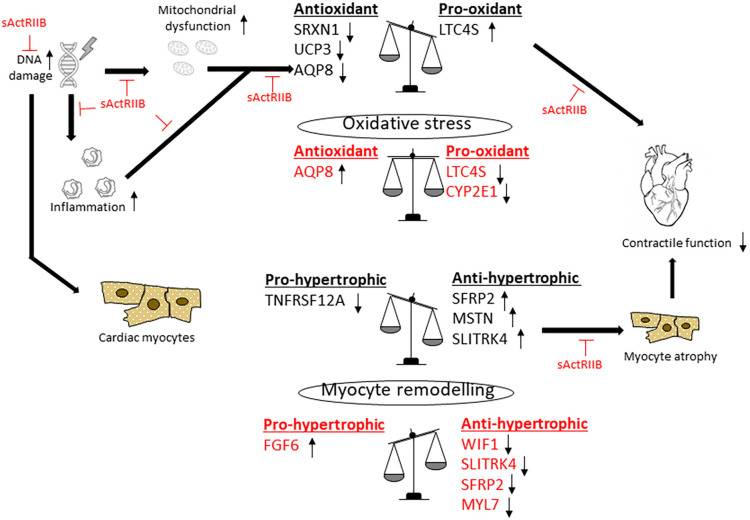 sActRIIB
DNA
damage
Mitochondrial
dysfunction
sActRIIB
Inflammation
Cardiac myocytes
sActRIIB
Antioxidant
SRXN1
UCP3
AQP8
Pro-oxidant
LTC4S
Oxidative stress
Antioxidant
AQP8
Pro-oxidant
LTC4S
CYP2E1
sActRIIB
Contractile function
Pro-hypertrophic
TNFRSF12A
Anti-hypertrophic
SFRP2
MSTN
SLITRK4
sActRIIB
Myocyte atrophy
Myocyte remodelling
Pro-hypertrophic
FGF6
Anti-hypertrophic
WIF1
SLITRK4
SFRP2
MYL7